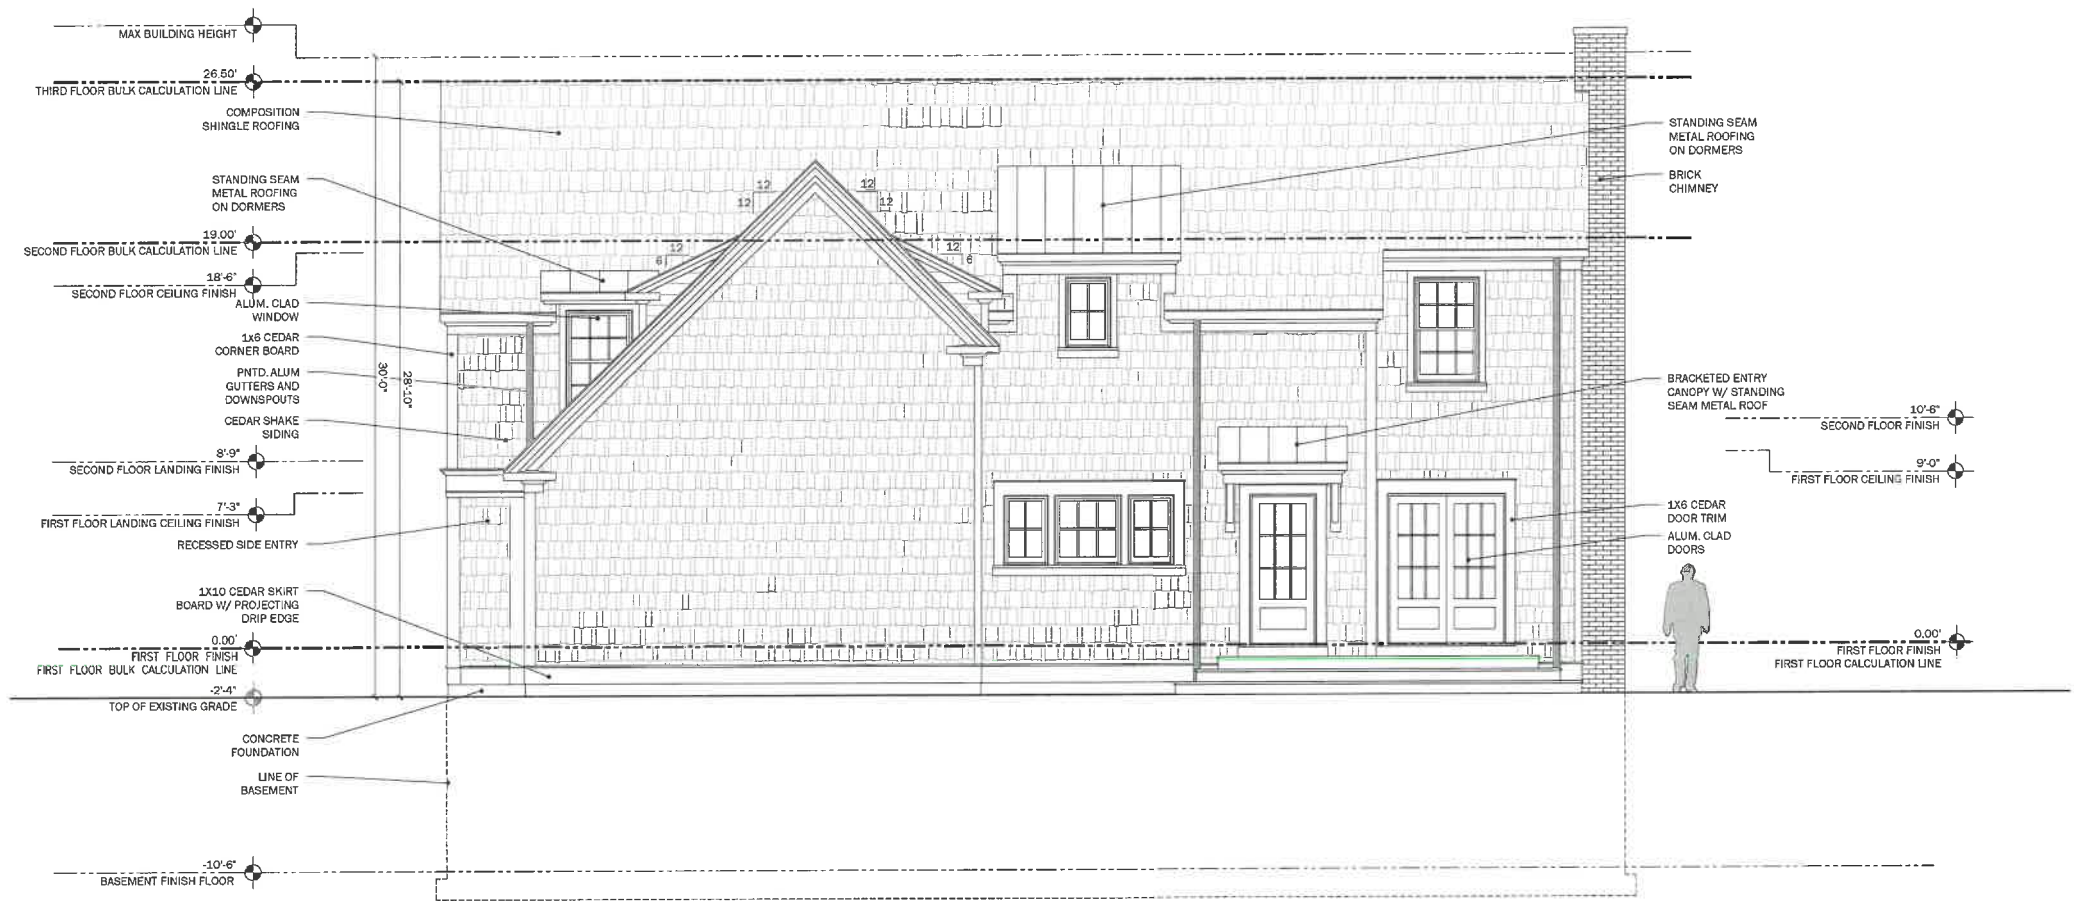 MAX BUILDING HEIGHT
26.50'
THIRD FLOOR BULK CALCULATION LINE
COMPOSITION
SHINGLE ROOFING
STANDING SEAM
METAL ROOFING
ON DORMERS
19.00'
SECOND FLOOR BULK CALCULATION LINE
18'-6"
SECOND FLOOR CEILING FINISH
ALUM. CLAD
WINDOW
1x6 CEDAR
CORNER BOARD
PNTD. ALUM
GUTTERS AND
DOWNSPOUTS
CEDAR SHAKE
SIDING
8'-9"
SECOND FLOOR LANDING FINISH
7'-3"
FIRST FLOOR LANDING CEILING FINISH
RECESSED SIDE ENTRY
1X10 CEDAR SKIRT
BOARD W/ PROJECTING
DRIP EDGE
0.00'
FIRST FLOOR FINISH
FIRST FLOOR BULK CALCULATION LINE
-2'-4"
TOP OF EXISTING GRADE
CONCRETE
FOUNDATION
LINE OF
BASEMENT
-10'-6"
BASEMENT FINISH FLOOR
30'-0"
28'-10"
12
12
12
12
12
6
12
6
STANDING SEAM
METAL ROOFING
ON DORMERS
BRICK
CHIMNEY
BRACKETED ENTRY
CANOPY W/ STANDING
SEAM METAL ROOF
10'-6"
SECOND FLOOR FINISH
9'-0"
FIRST FLOOR CEILING FINISH
1X6 CEDAR
DOOR TRIM
ALUM. CLAD
DOORS
0.00'
FIRST FLOOR FINISH
FIRST FLOOR CALCULATION LINE